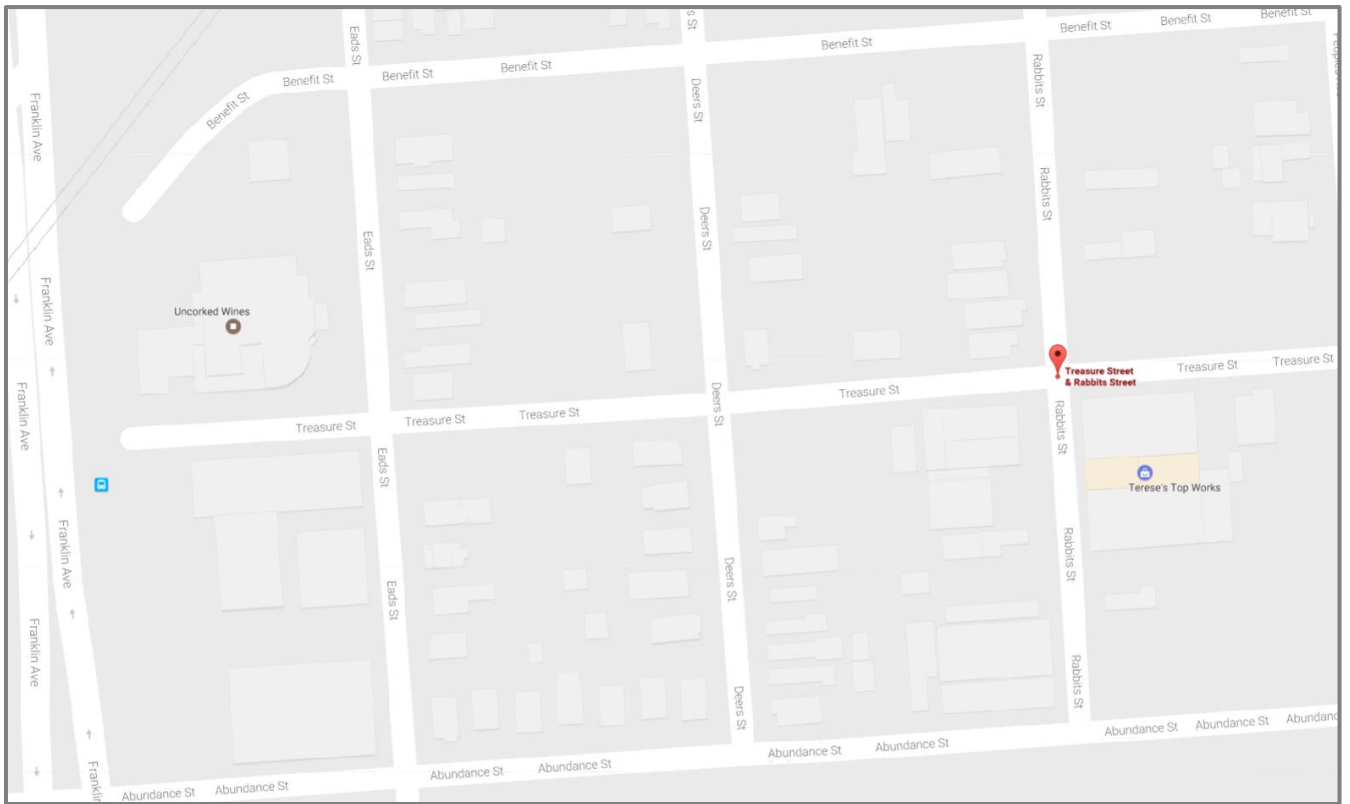 Benefit St
Benefit St
Benefit St
Eads St
Benefit St
Benefit St
Benefit St
Benefit St
Deers St
Rabbits St
Franklin Ave
Benefit St
Rabbits St
Deers St
Eads St
Franklin Ave
Uncorked Wines
Franklin Ave
Treasure St
Treasure St
Treasure Street
& Rabbits Street
Treasure St
Deers St
Treasure St
Treasure St
Treasure St
Rabbits St
Eads St
Terese's Top Works
Franklin Ave
Rabbits St
Deers St
Eads St
Franklin Ave
Rabbits St
Deers St
Abundance St
Abundance St
Abundance St
Abundance St
Abundance St
Abundance St
Abundance St
Abundance St